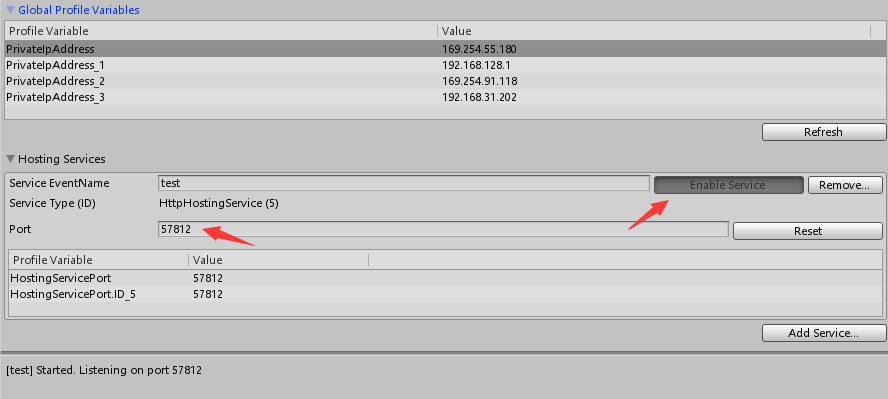 Global Profile Variables
Profile Variable Value
PrivateIpAddress 169.254.55.180
PrivateIpAddress_1 192.168.128.1
PrivateIpAddress_2 169.254.91.118
PrivateIpAddress_3 192.168.31.202
Refresh
Hosting Services
Service EventName test Enable Service Remove...
Service Type (ID) HttpHostingService (5)
Port 57812 Reset
Profile Variable Value
HostingServicePort 57812
HostingServicePort.ID_5 57812
Add Service...
[test] Started. Listening on port 57812